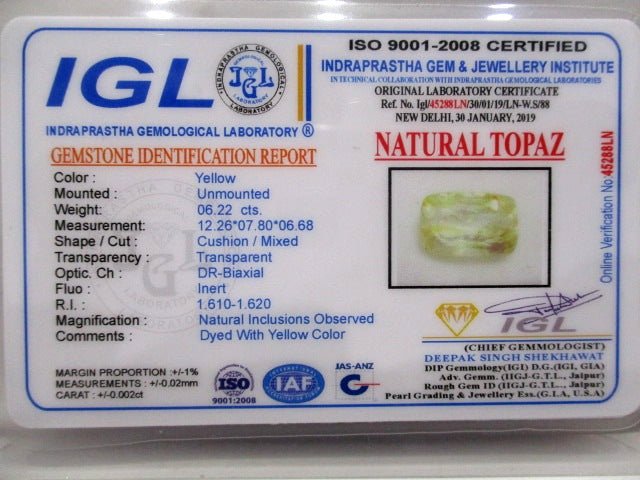 IGL
INDRAPRASTHA GEMOLOGICAL LABORATORY
IGL
INDRAPRASTHA GEMOLOGICAL LABORATORY ®
GEMSTONE IDENTIFICATION REPORT
ISO 9001-2008 CERTIFIED
INDRAPRASTHA GEM & JEWELLERY INSTITUTE
IN TECHNICAL COLLABORATION WITH INDRAPRASTHA GEMOLOGICAL LABORATORIES
ORIGINAL LABORATORY CERTIFICATE
Ref. No. Igl/45288LN/30/01/19/LN-W.S/88
NEW DELHI, 30 JANUARY, 2019
NATURAL TOPAZ
Color : Yellow
Mounted : Unmounted
Weight: 06.22 cts.
Measurement: 12.26*07.80*06.68
Shape / Cut : Cushion / Mixed
Transparency : Transparent
Optic. Ch : DR-Biaxial
Fluo : Inert
R.I. : 1.610-1.620
Magnification : Natural Inclusions Observed
Comments : Dyed With Yellow Color
Online Verification No 45288LN
MARGIN PROPORTION :+/-1%
MEASUREMENTS : +/-0.02mm
CARAT : +/-0.002ct
ISO
9001:2008
IAF
JAS-ANZ
IGL
(CHIEF GEMMOLOGIST)
DEEPAK SINGH SHEKHAWAT
DIP Gemmology(IGI) D.G.(IGI, GIA)
Adv. Gemm. (IIGJ-G.T.L., Jaipur)
Rough Gem ID (IIGJ-G.T.L., Jaipur)
Pearl Grading & Jewellery Ess.(G.I.A, U.S.A)